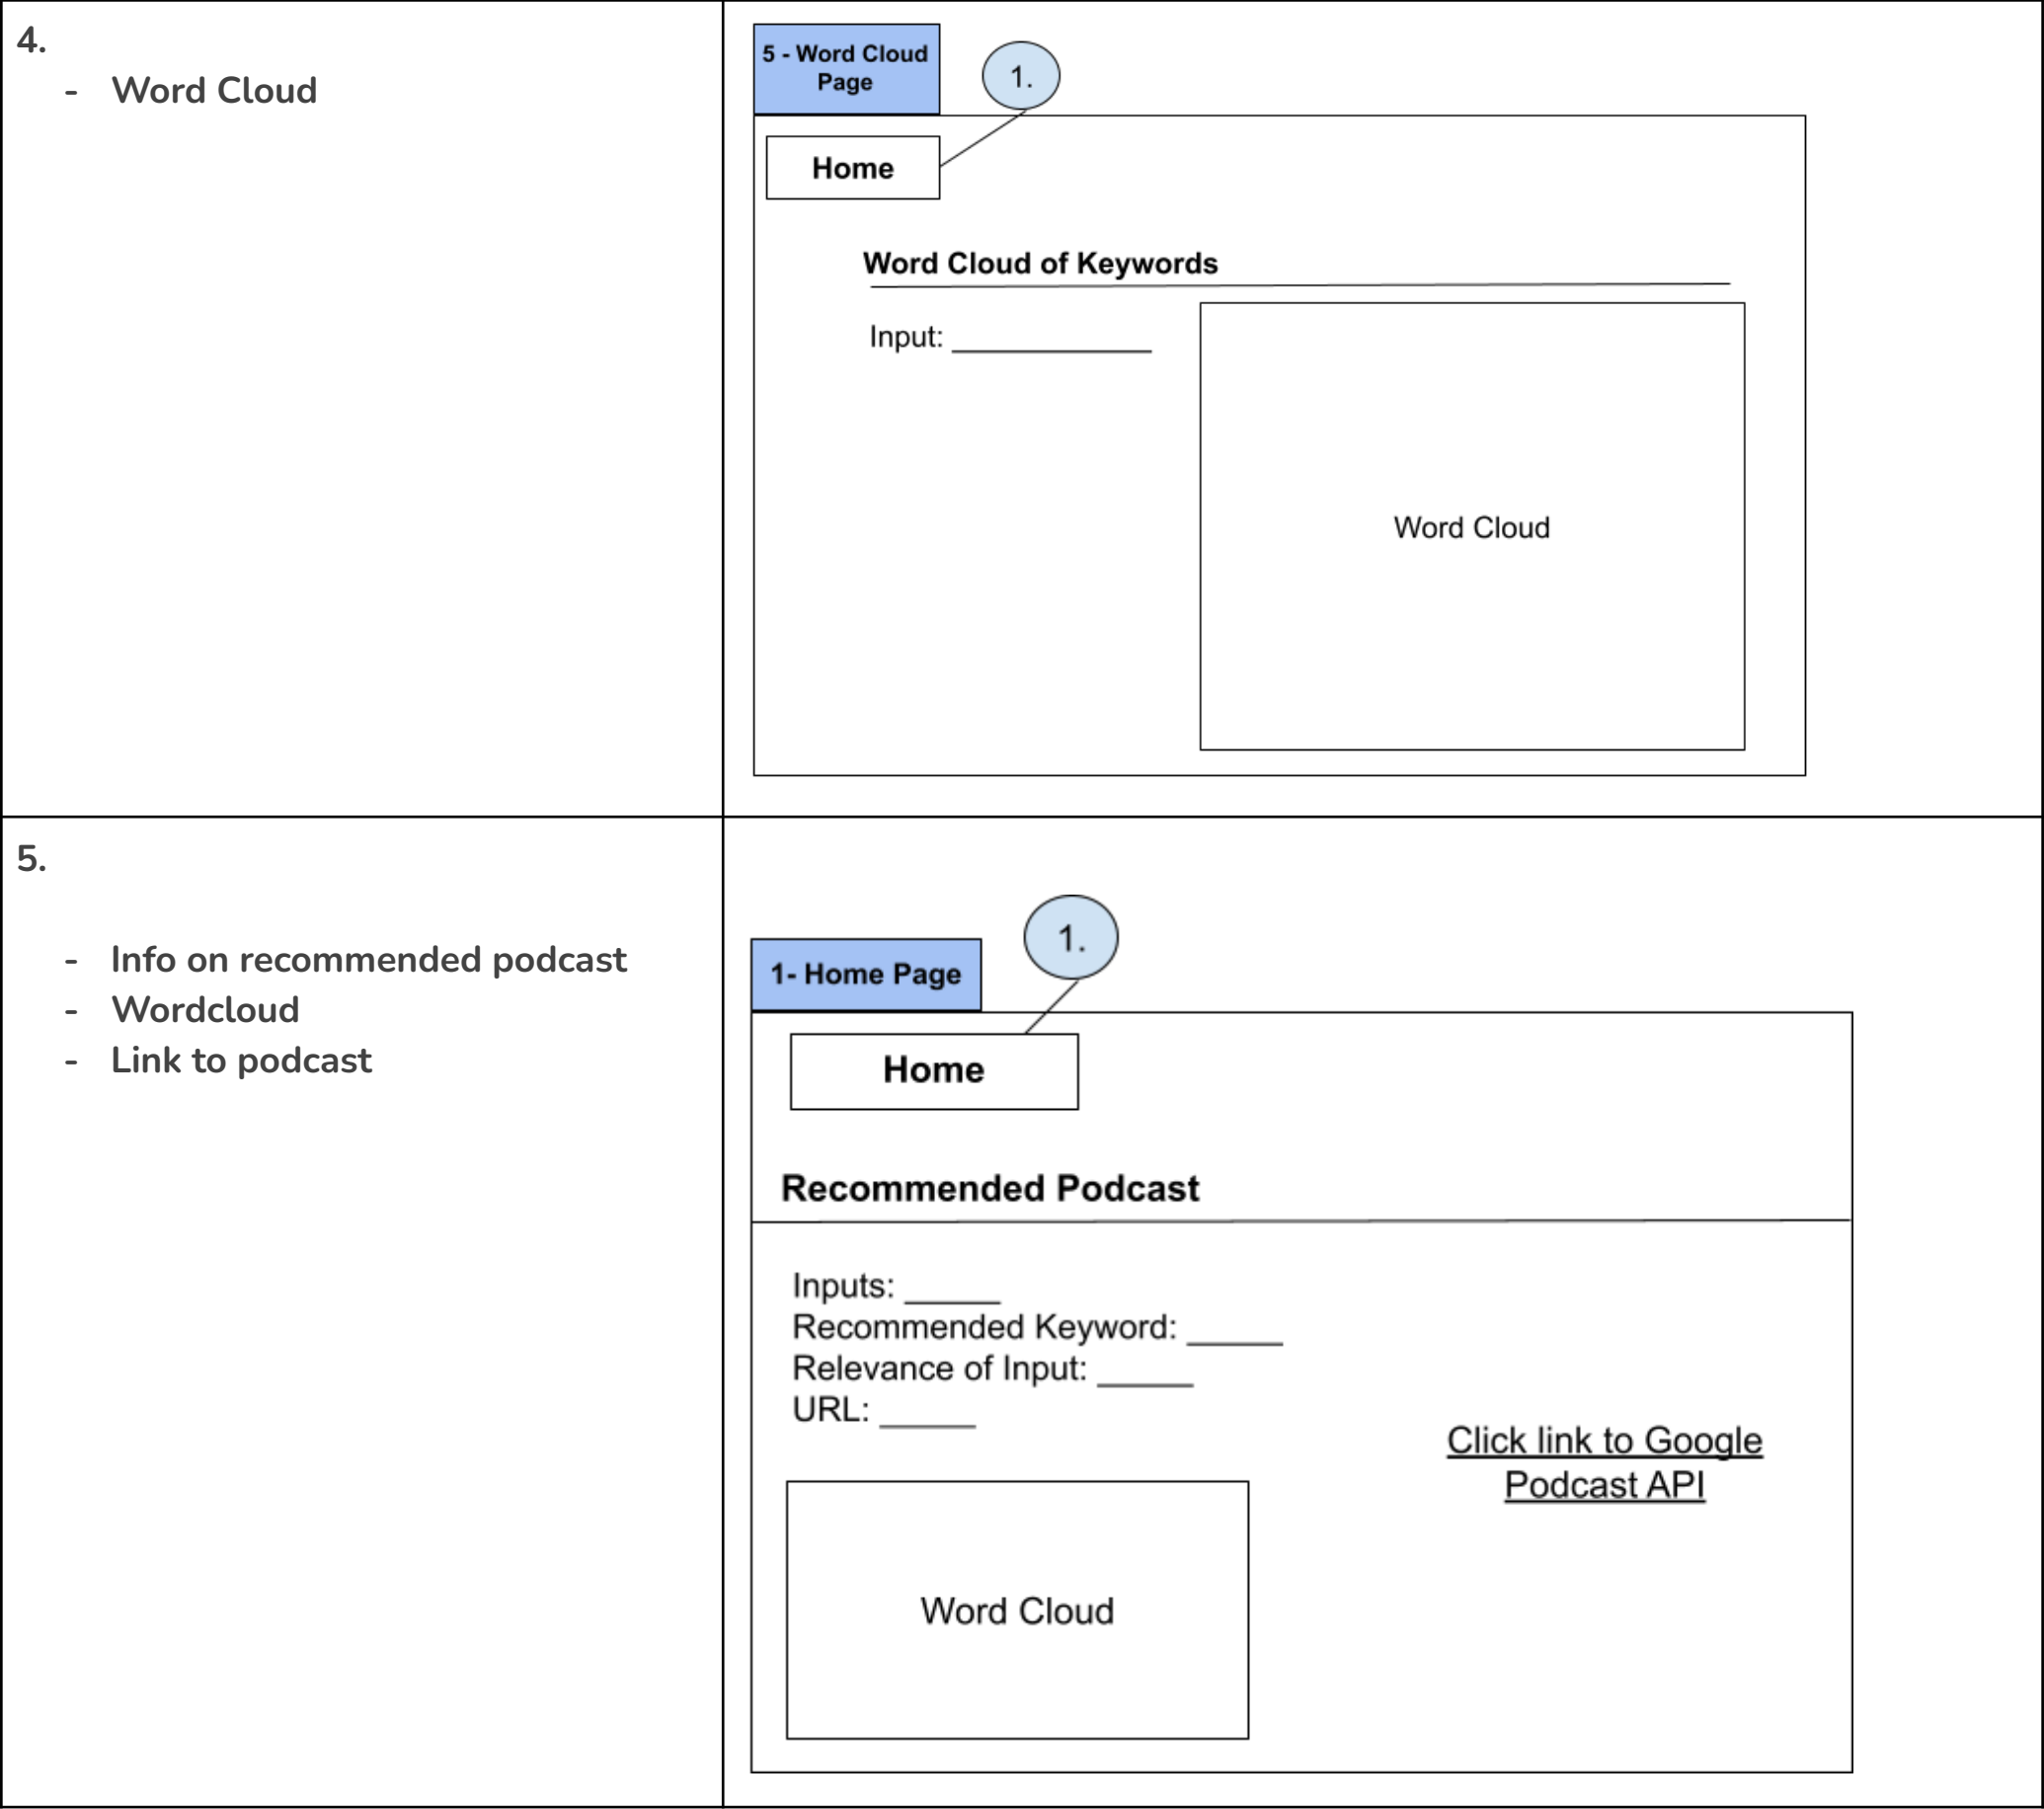 4.
- Word Cloud
5 - Word Cloud
Page
1.
Home
Word Cloud of Keywords
Input: _____________
Word Cloud
5.
- Info on recommended podcast
- Wordcloud
- Link to podcast
1.
1- Home Page
Home
Recommended Podcast
Inputs: _____
Recommended Keyword: _____
Relevance of Input: _____
URL: _____
Click link to Google
Podcast API
Word Cloud